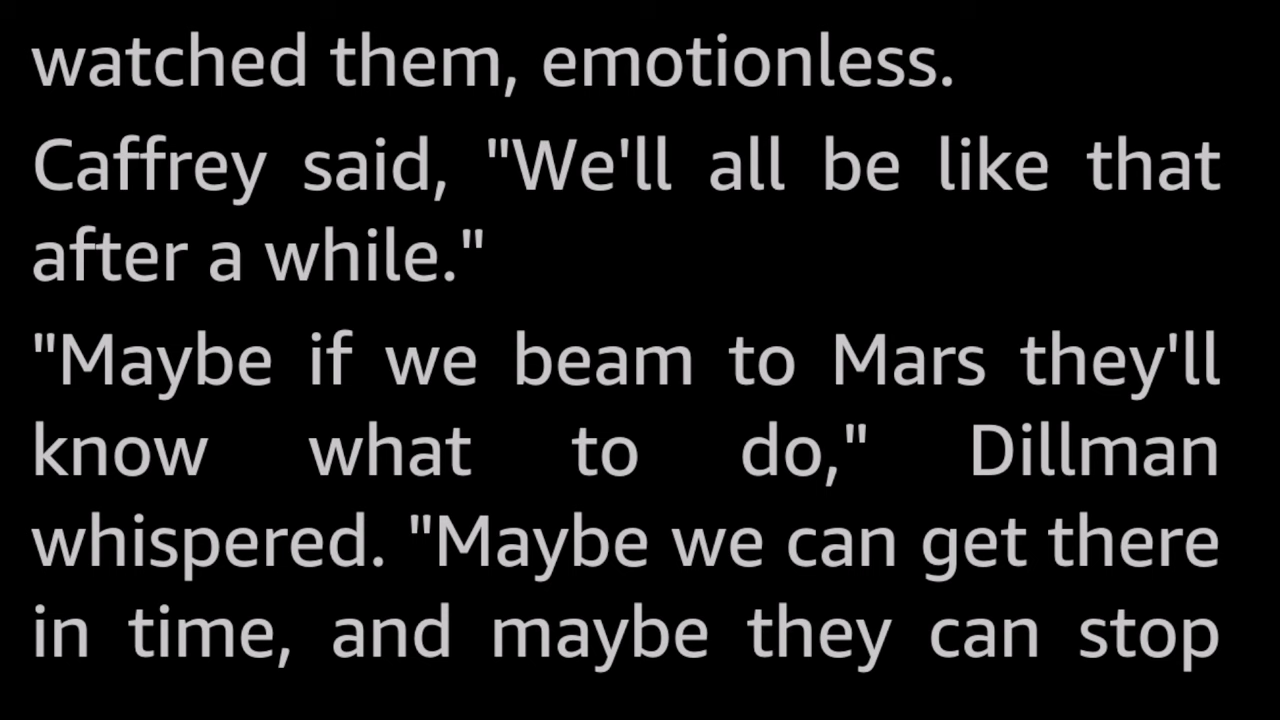 watched them, emotionless.
Caffrey said, "We'll all be like that
after a while."
"Maybe if we beam to Mars they'll
know what to do," Dillman
whispered. "Maybe we can get there
in time, and maybe they can stop